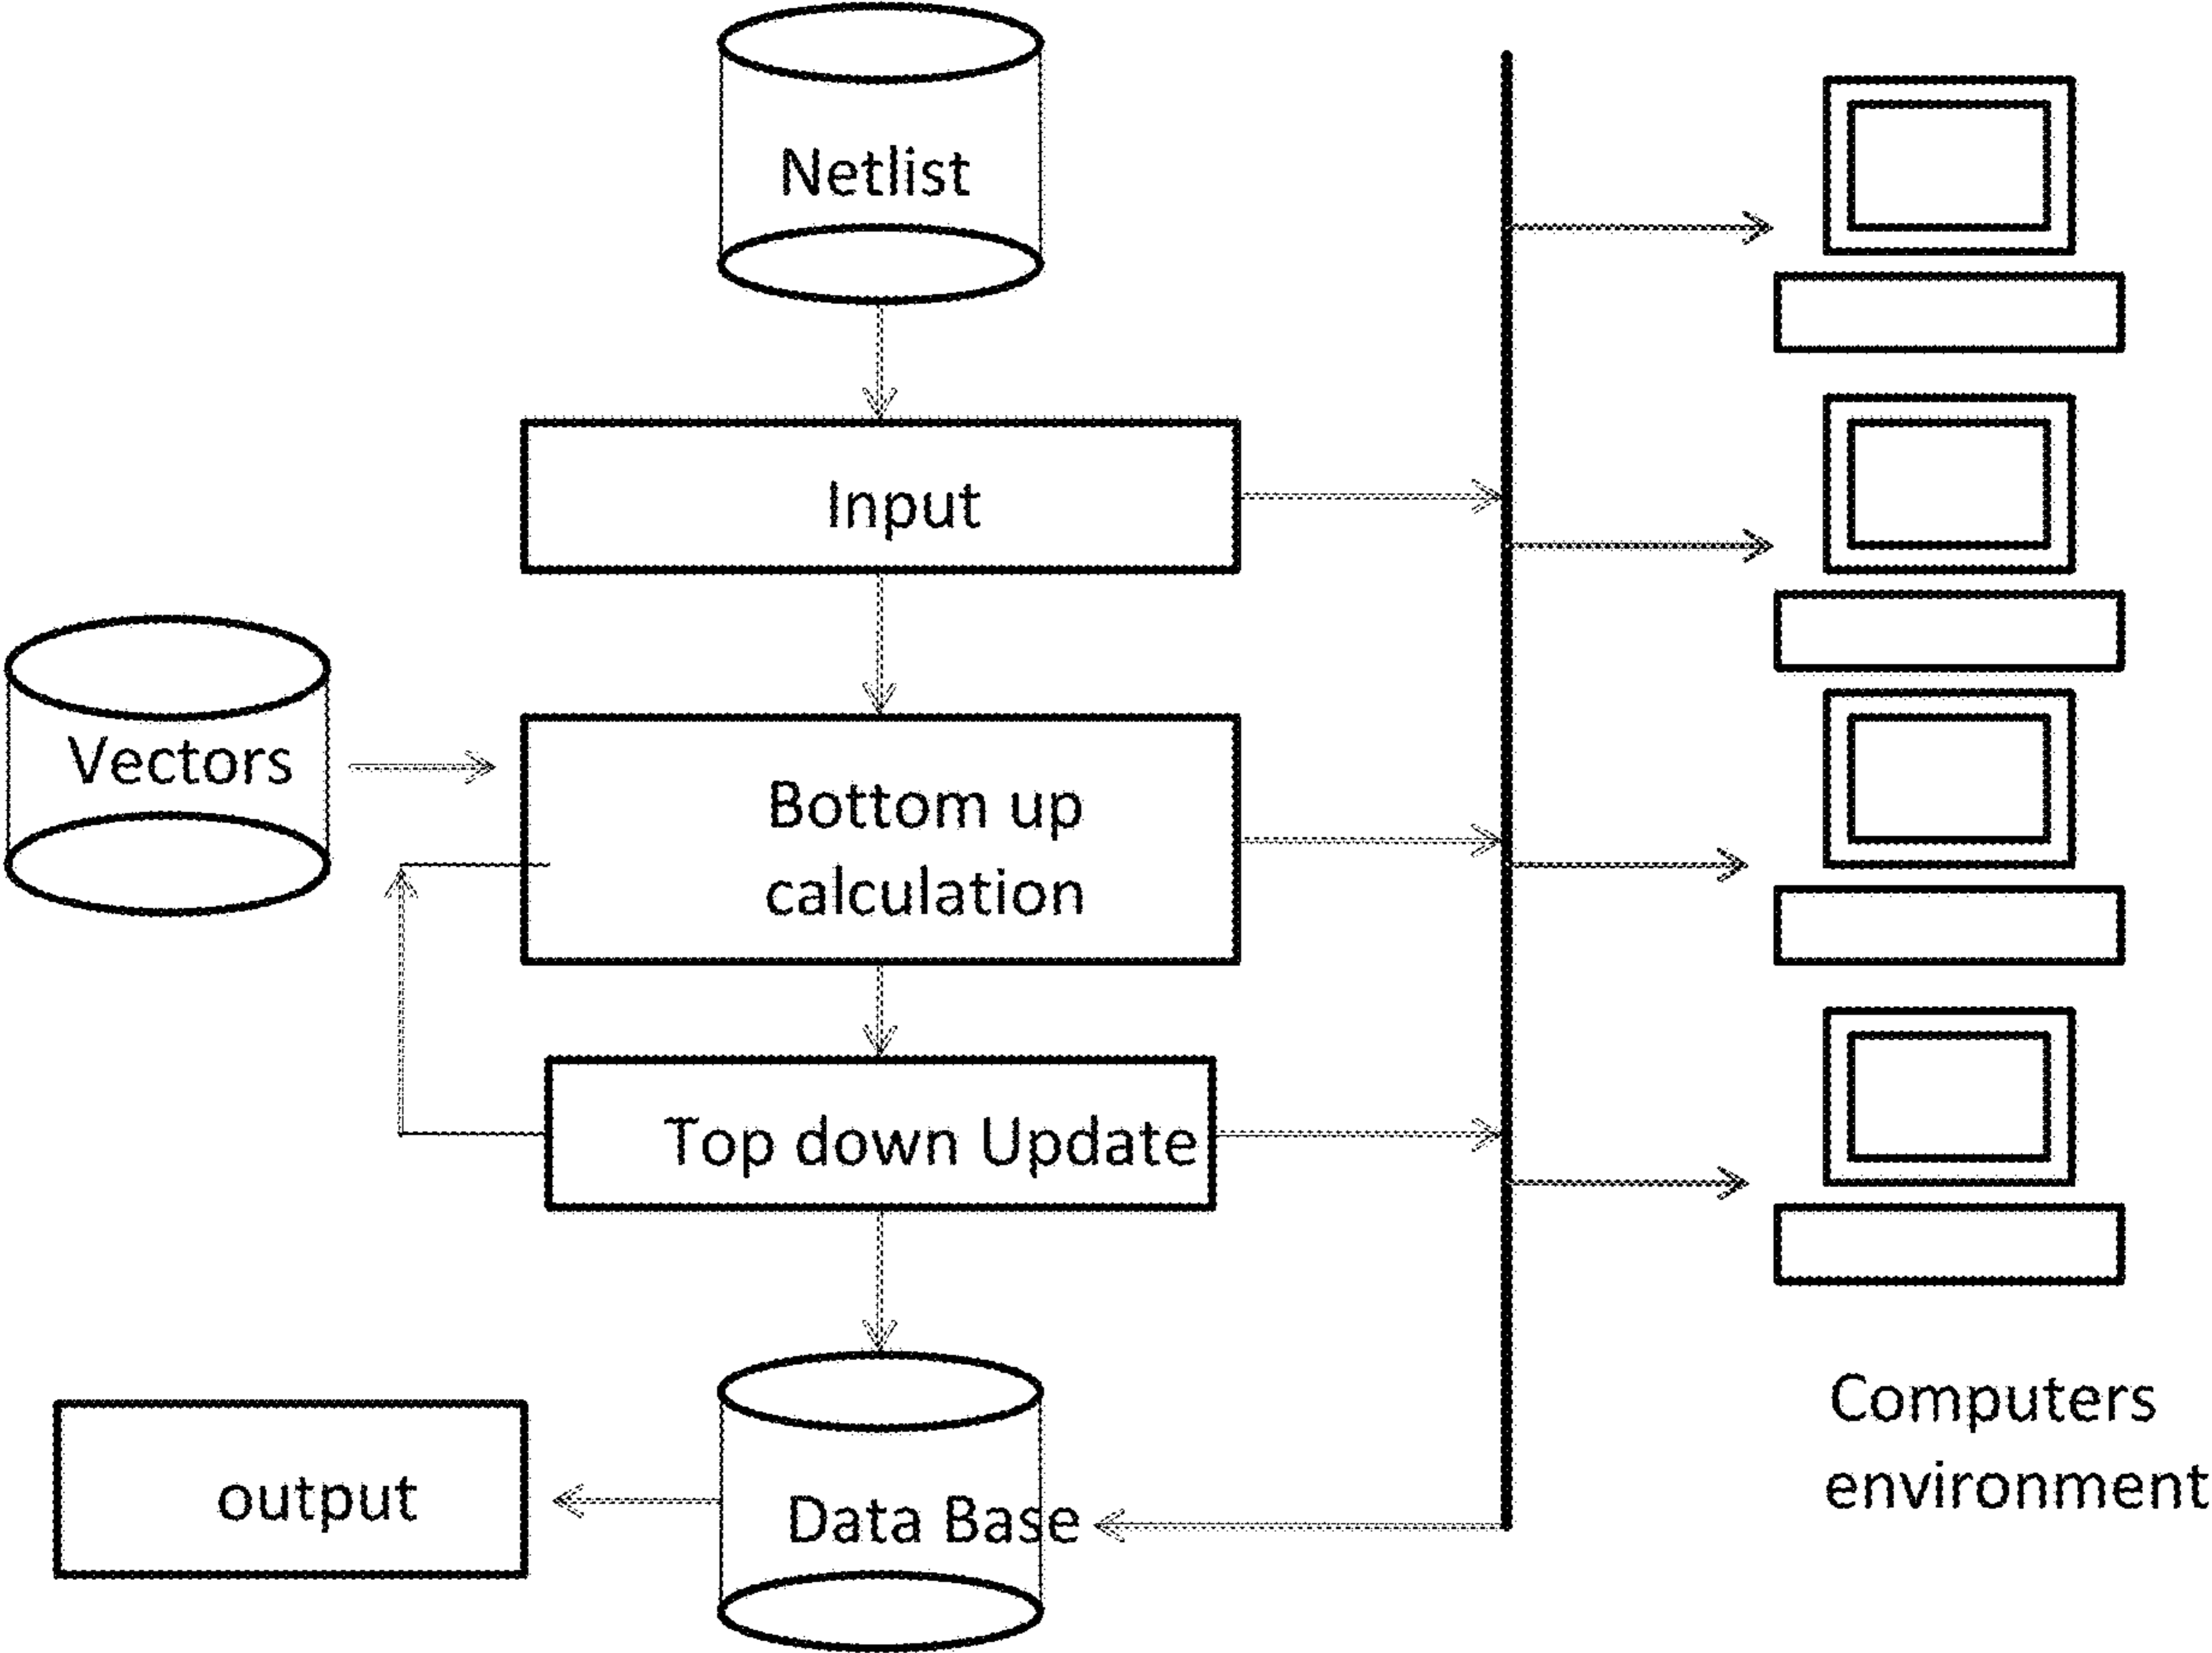 Netlist
Input
Vectors
Bottom up
calculation
Top down Update
Computers
environment
output
Data Base